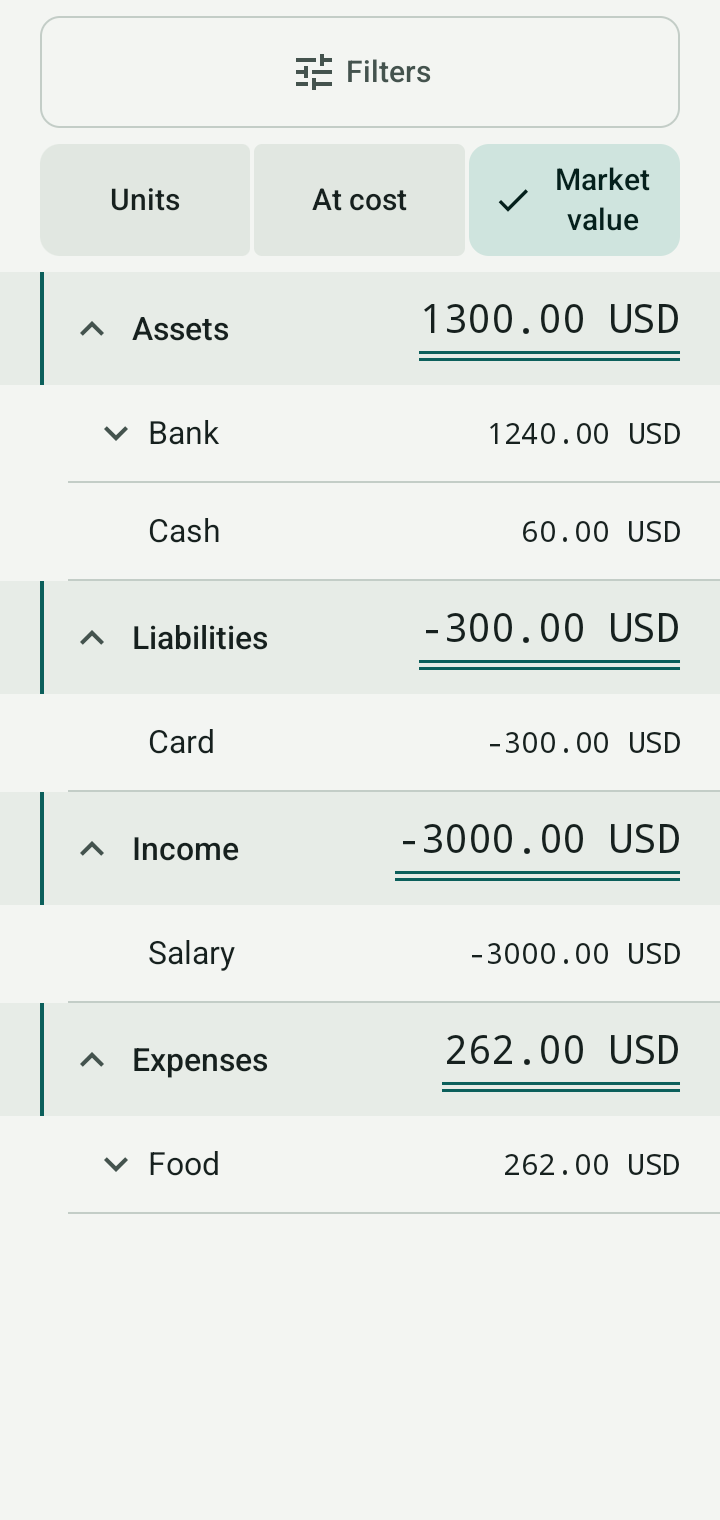 Filters
Units
At cost
Market
value
Assets 1300.00 USD
Bank 1240.00 USD
Cash 60.00 USD
Liabilities -300.00 USD
Card -300.00 USD
Income -3000.00 USD
Salary -3000.00 USD
Expenses 262.00 USD
Food 262.00 USD